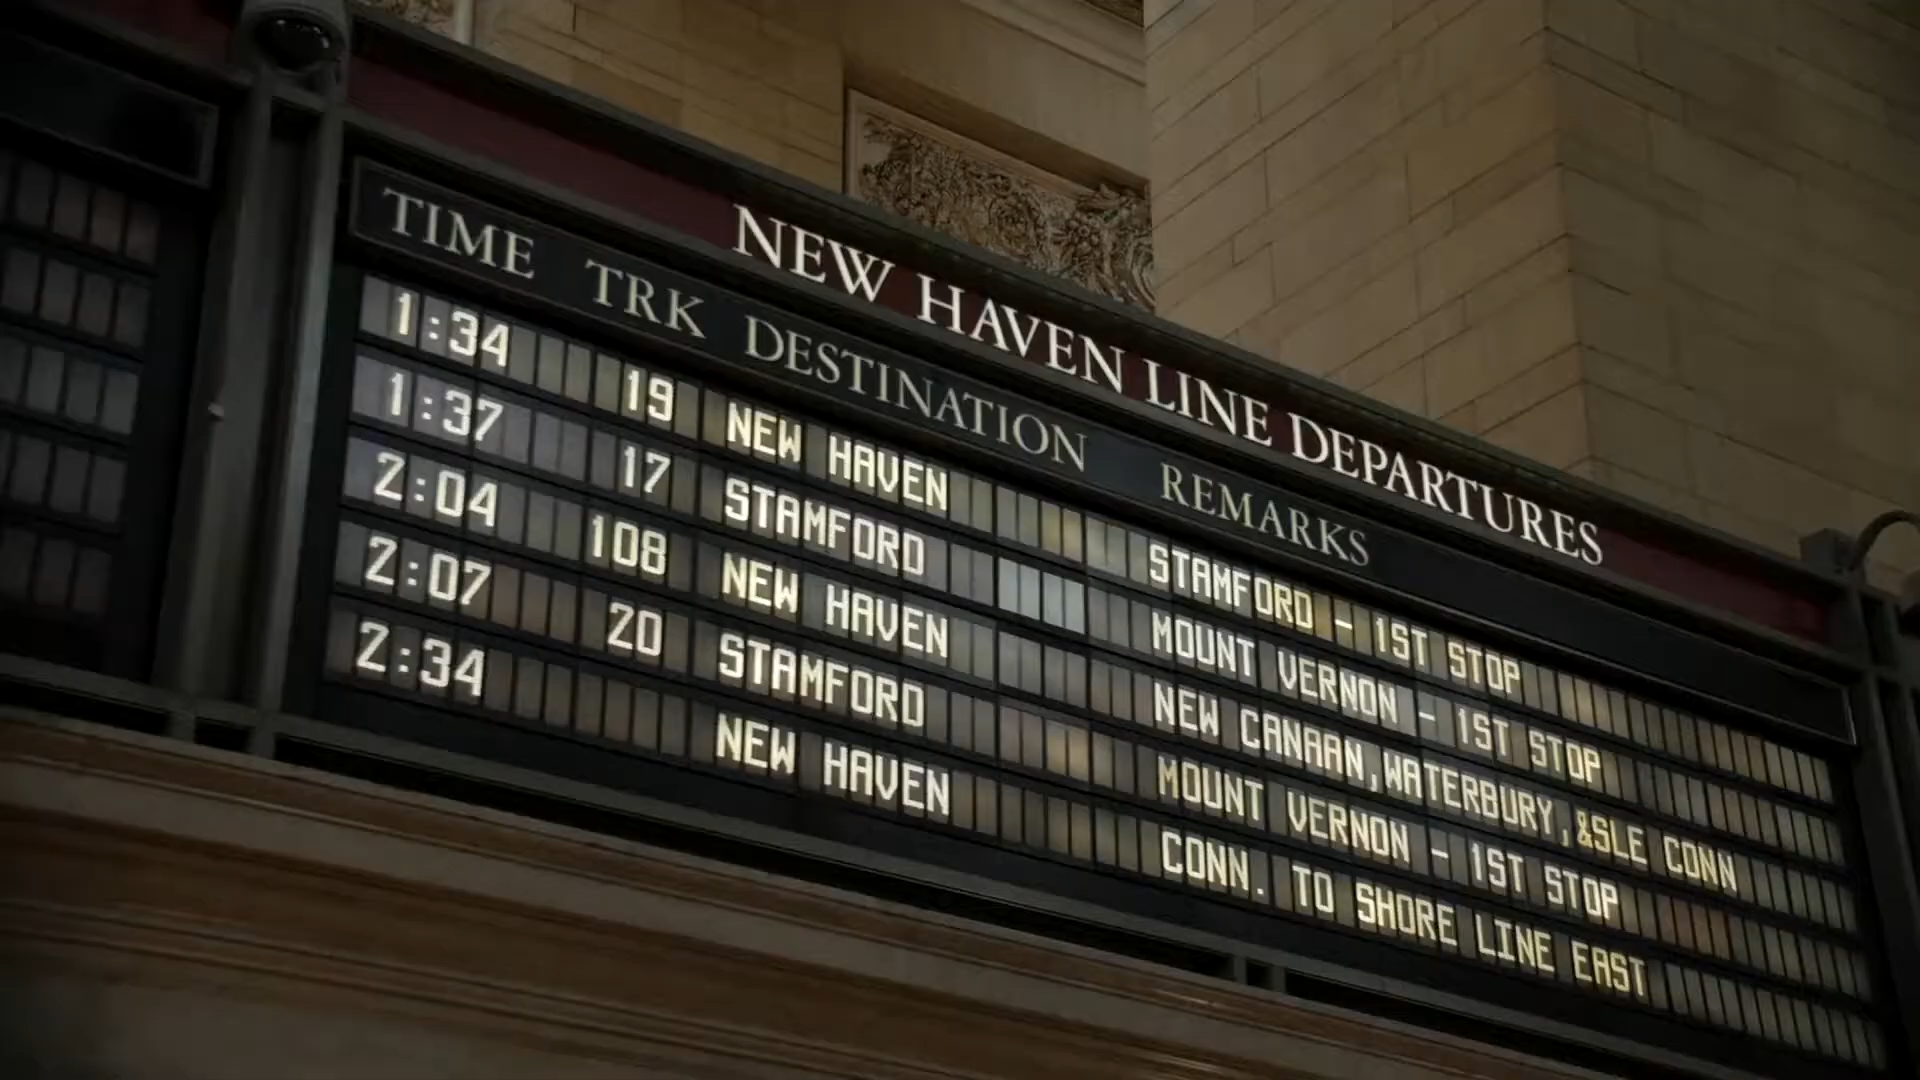 NEW HAVEN LINE DEPARTURES
TIME TRK DESTINATION REMARKS
1:34 19 NEW HAVEN STAMFORD - 1ST STOP
1:37 17 STAMFORD MOUNT VERNON - 1ST STOP
2:04 108 NEW HAVEN NEW CANAAN,WATERBURY,&SLE CONN
2:07 20 STAMFORD MOUNT VERNON - 1ST STOP
2:34 NEW HAVEN CONN. TO SHORE LINE EAST